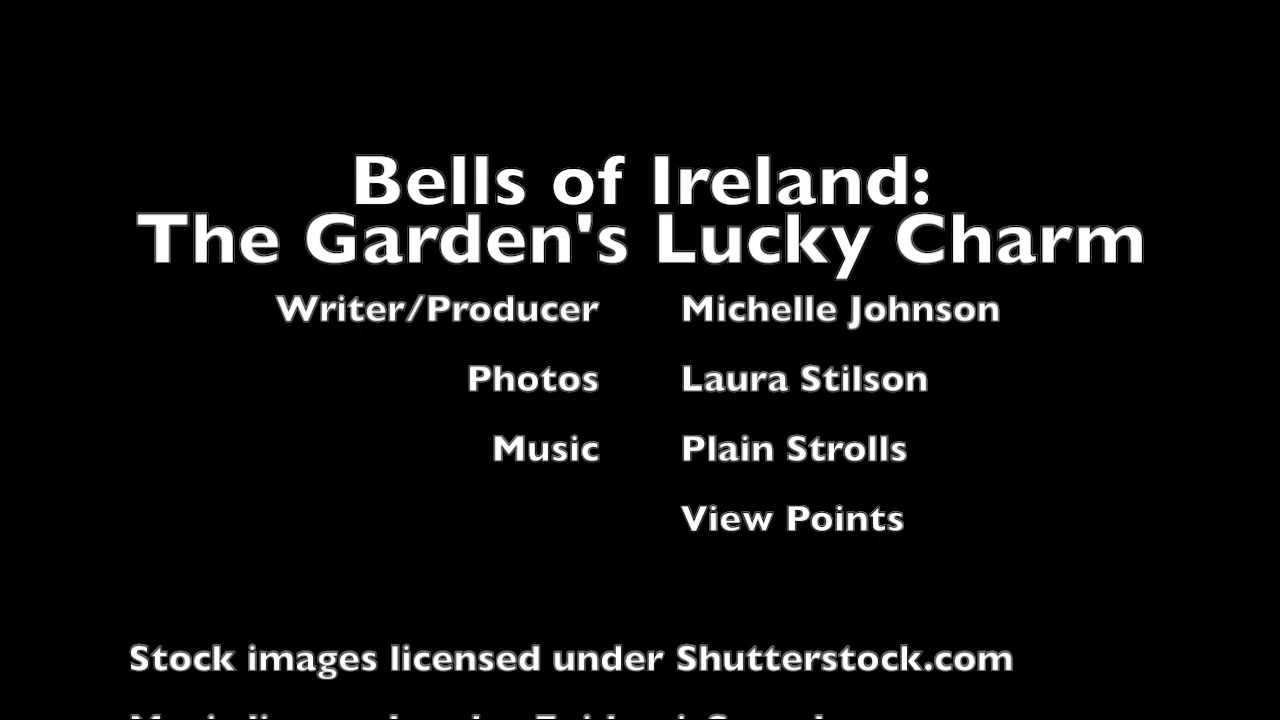 Bells of Ireland:
The Garden's Lucky Charm
Writer/Producer Michelle Johnson
Photos Laura Stilson
Music Plain Strolls
View Points
Stock images licensed under Shutterstock.com